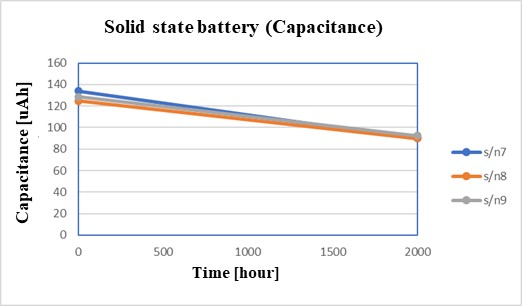 Solid state battery (Capacitance)
Capacitance [uAh]
160
140
120
100
80
60
40
20
0
0 500 1000 1500 2000
Time [hour]
s/n7
s/n8
s/n9